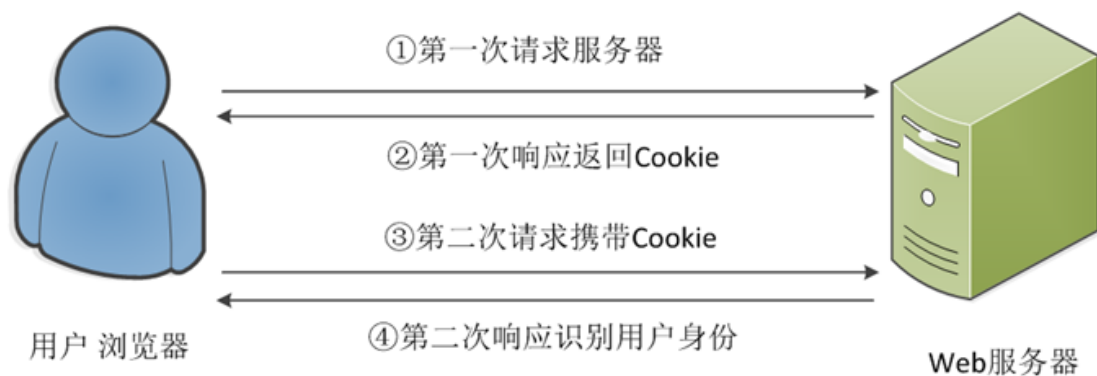 ①第一次请求服务器
②第一次响应返回Cookie
③第二次请求携带Cookie
④第二次响应识别用户身份
用户 浏览器
Web服务器